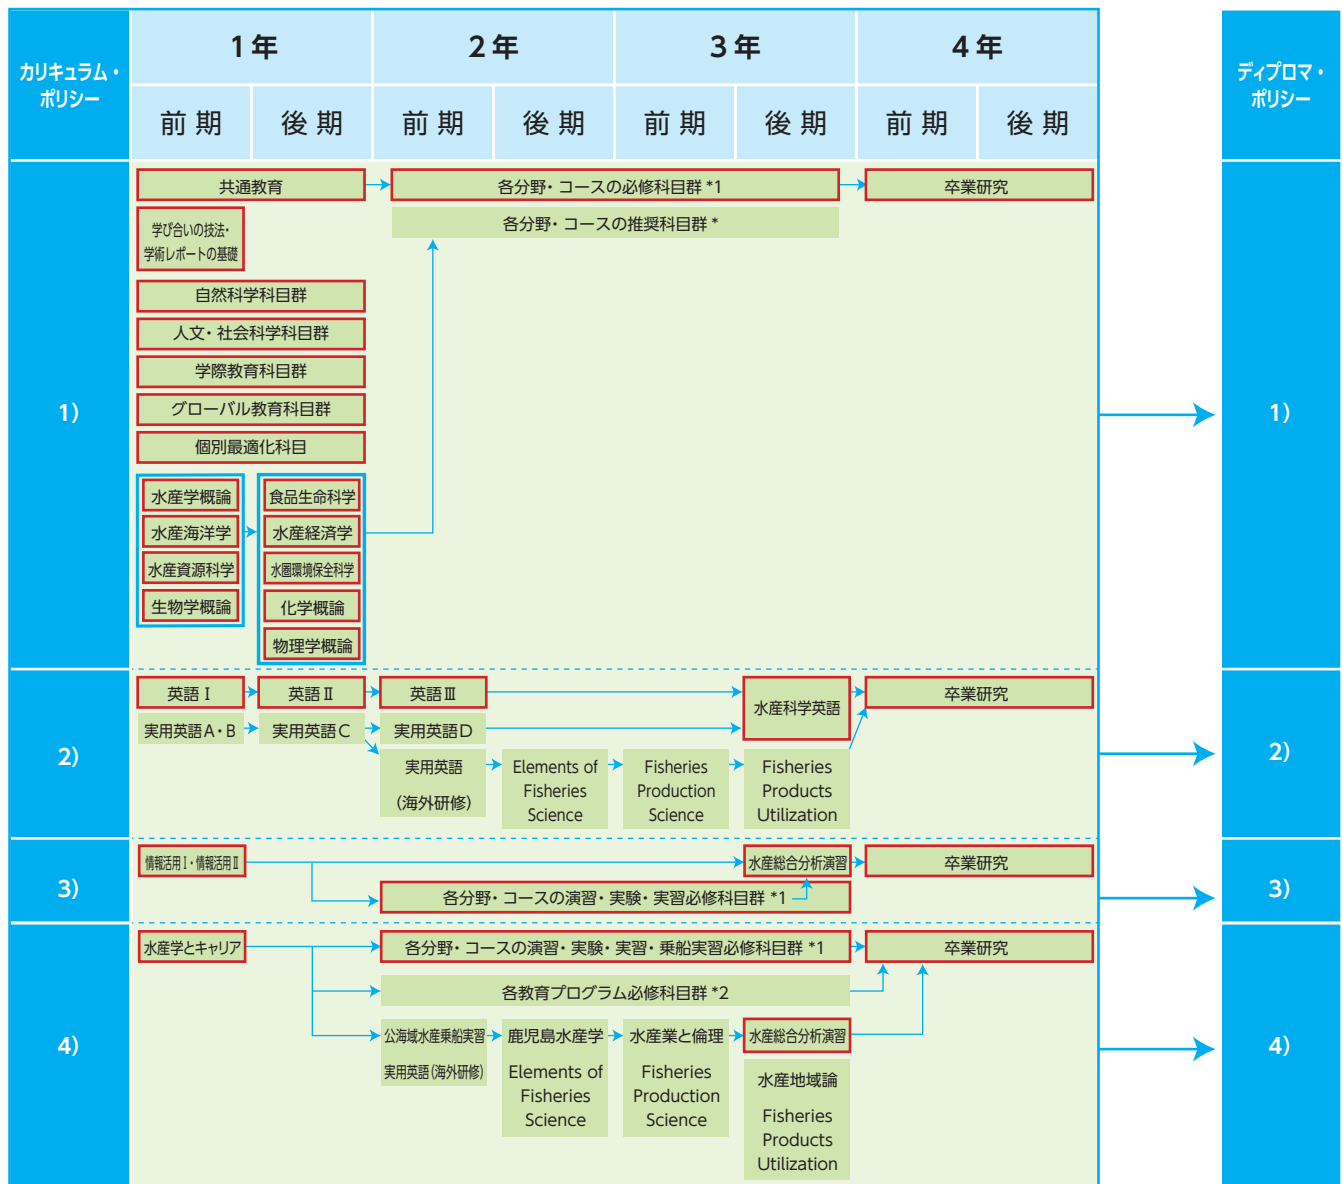 カリキュラム・
ポリシー
1年
2年
3年
4年
ディプロマ・
ポリシー
前期
後期
前期
後期
前期
後期
前期
後期
1)
共通教育
各分野・コースの必修科目群 *1
卒業研究
学び合いの技法・
学術レポートの基礎
各分野・コースの推奨科目群 *
自然科学科目群
人文・社会科学科目群
学際教育科目群
グローバル教育科目群
個別最適化科目
水産学概論
食品生命科学
水産海洋学
水産経済学
水産資源科学
水圏環境保全科学
生物学概論
化学概論
物理学概論
1)
2)
英語Ⅰ
英語Ⅱ
英語Ⅲ
水産科学英語
卒業研究
実用英語A・B
実用英語C
実用英語D
実用英語
(海外研修)
Elements of
Fisheries
Science
Fisheries
Production
Science
Fisheries
Products
Utilization
2)
3)
情報活用Ⅰ・情報活用Ⅱ
水産総合分析演習
卒業研究
各分野・コースの演習・実験・実習必修科目群 *1
3)
4)
水産学とキャリア
各分野・コースの演習・実験・実習・乗船実習必修科目群 *1
卒業研究
各教育プログラム必修科目群 *2
公海域水産乗船実習
実用英語(海外研修)
鹿児島水産学
Elements of
Fisheries
Science
水産業と倫理
Fisheries
Production
Science
水産総合分析演習
水産地域論
Fisheries
Products
Utilization
4)